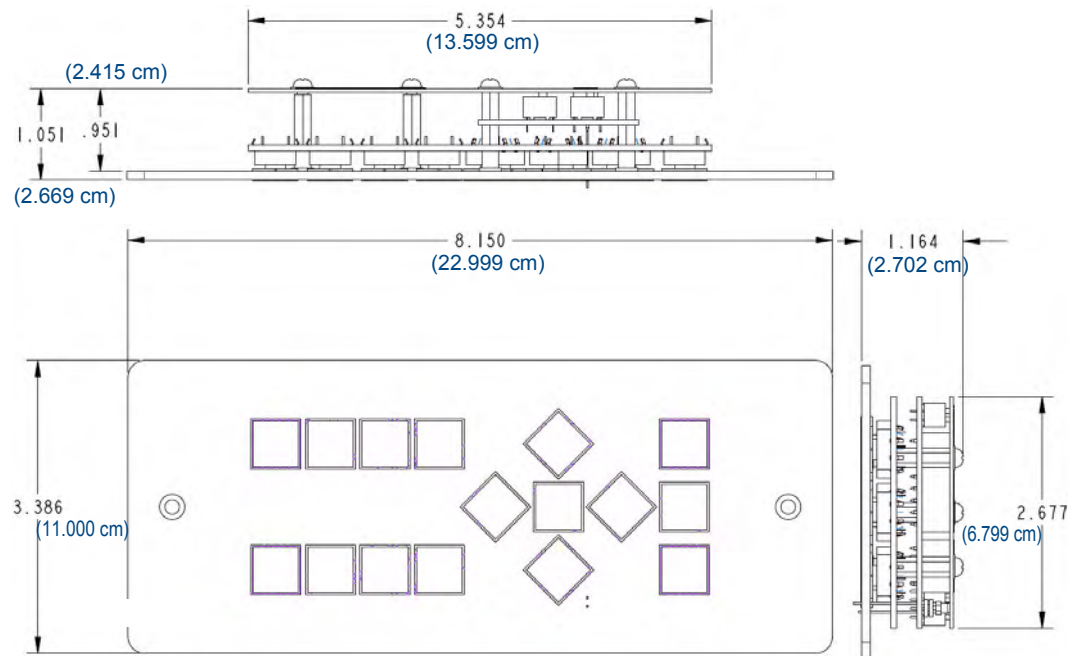 5.354
(13.599 cm)
(2.415 cm)
1.051
.951
(2.669 cm)
8.150
(22.999 cm)
1.164
(2.702 cm)
3.386
(11.000 cm)
2.677
(6.799 cm)